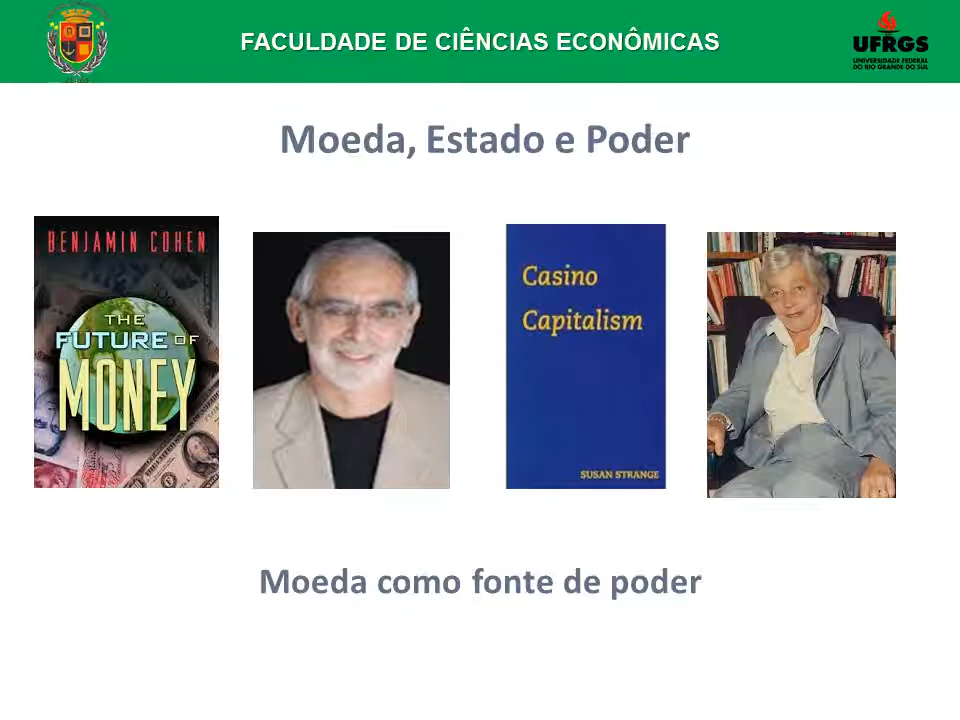 FACULDADE DE CIÊNCIAS ECONÔMICAS
UFRGS
UNIVERSIDADE FEDERAL
DO RIO GRANDE DO SUL
Moeda, Estado e Poder
BENJAMIN COHEN
THE
FUTURE OF
MONEY
Casino
Capitalism
SUSAN STRANGE
Moeda como fonte de poder